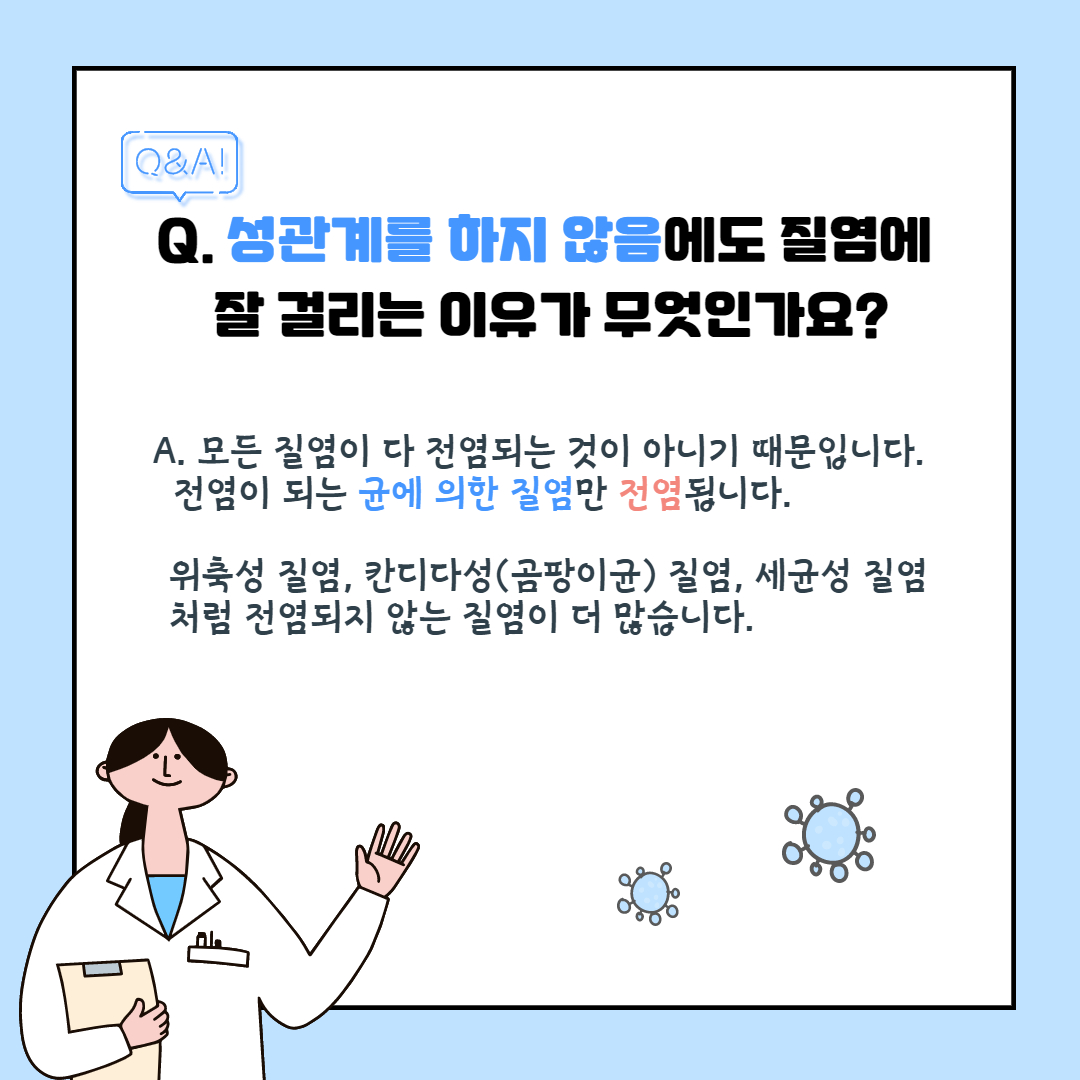 Q&A!
Q. 성관계를 하지 않음에도 질염에
잘 걸리는 이유가 무엇인가요?
A. 모든 질염이 다 전염되는 것이 아니기 때문입니다.
전염이 되는 균에 의한 질염만 전염됩니다.
위축성 질염, 칸디다성(곰팡이균) 질염, 세균성 질염
처럼 전염되지 않는 질염이 더 많습니다.